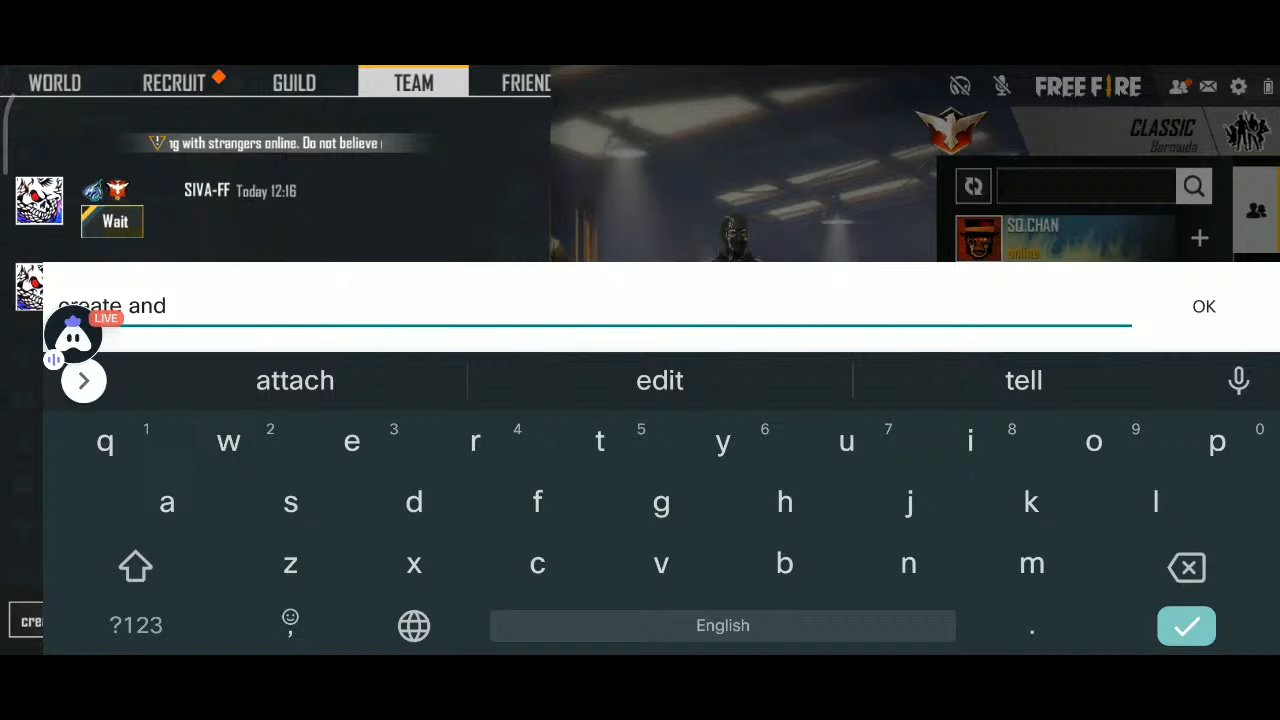 WORLD RECRUIT GUILD TEAM FRIEND
FREE FIRE
CLASSIC
Bermuda
ng with strangers online. Do not believe
SIVA-FF Today 12:16
Wait
SQ.CHAN
online
create and
OK
LIVE
attach edit tell
q 1 w 2 e 3 r 4 t 5 y 6 u 7 i 8 o 9 p 0
a s d f g h j k l
z x c v b n m
?123 , English .
cre